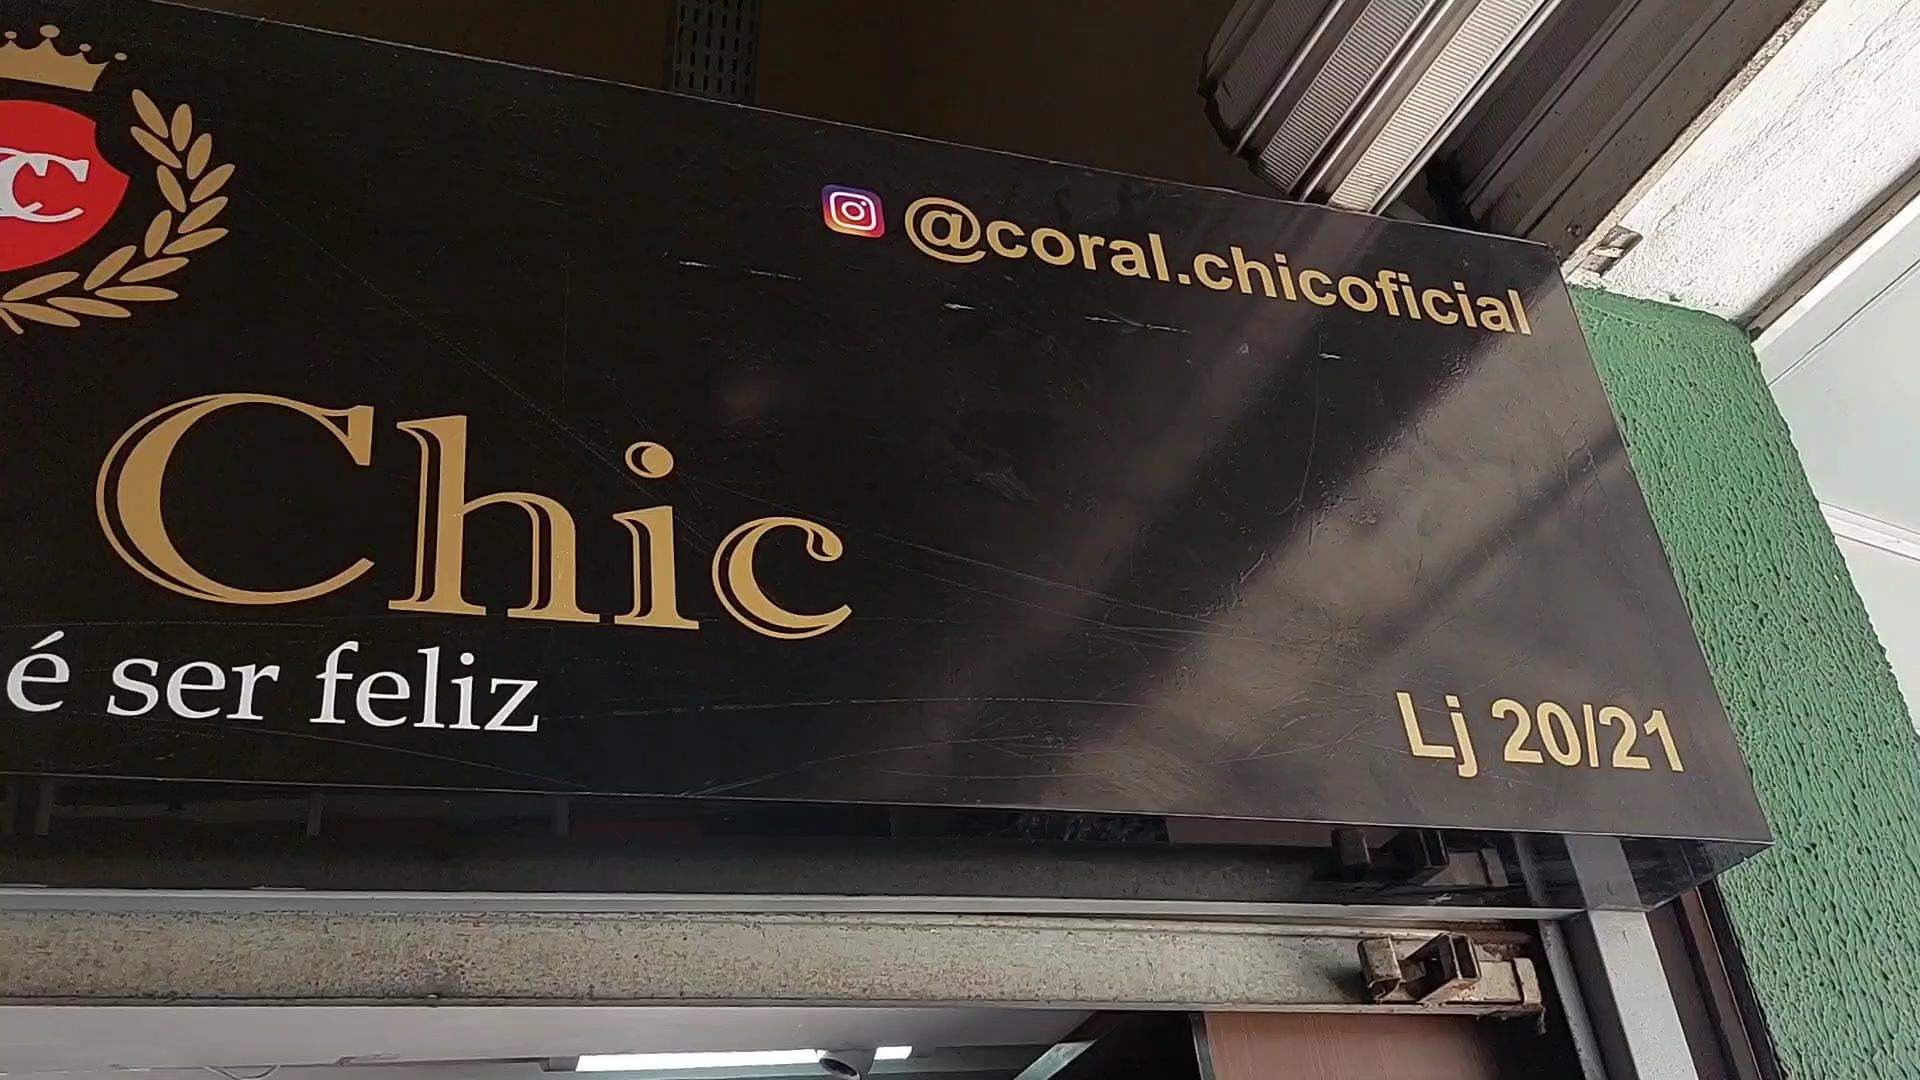 @coral.chicoficial
C
Chic
é ser feliz
Lj 20/21